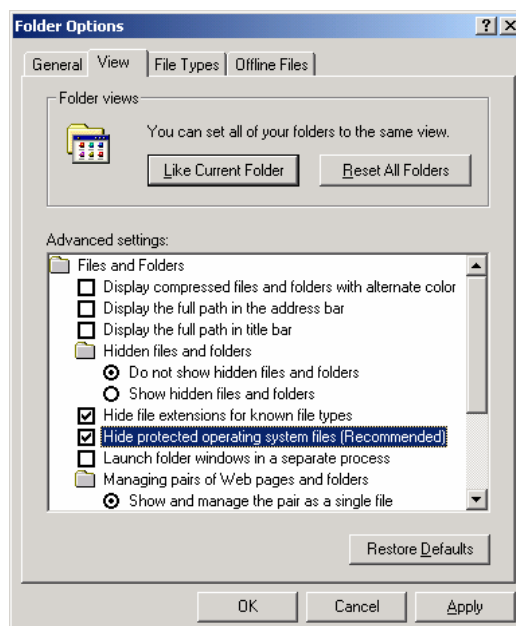 Folder Options
General
View
File Types
Offline Files
Folder views
You can set all of your folders to the same view.
Like Current Folder
Reset All Folders
Advanced settings:
Files and Folders
Display compressed files and folders with alternate color
Display the full path in the address bar
Display the full path in title bar
Hidden files and folders
Do not show hidden files and folders
Show hidden files and folders
Hide file extensions for known file types
Hide protected operating system files (Recommended)
Launch folder windows in a separate process
Managing pairs of Web pages and folders
Show and manage the pair as a single file
Restore Defaults
OK
Cancel
Apply